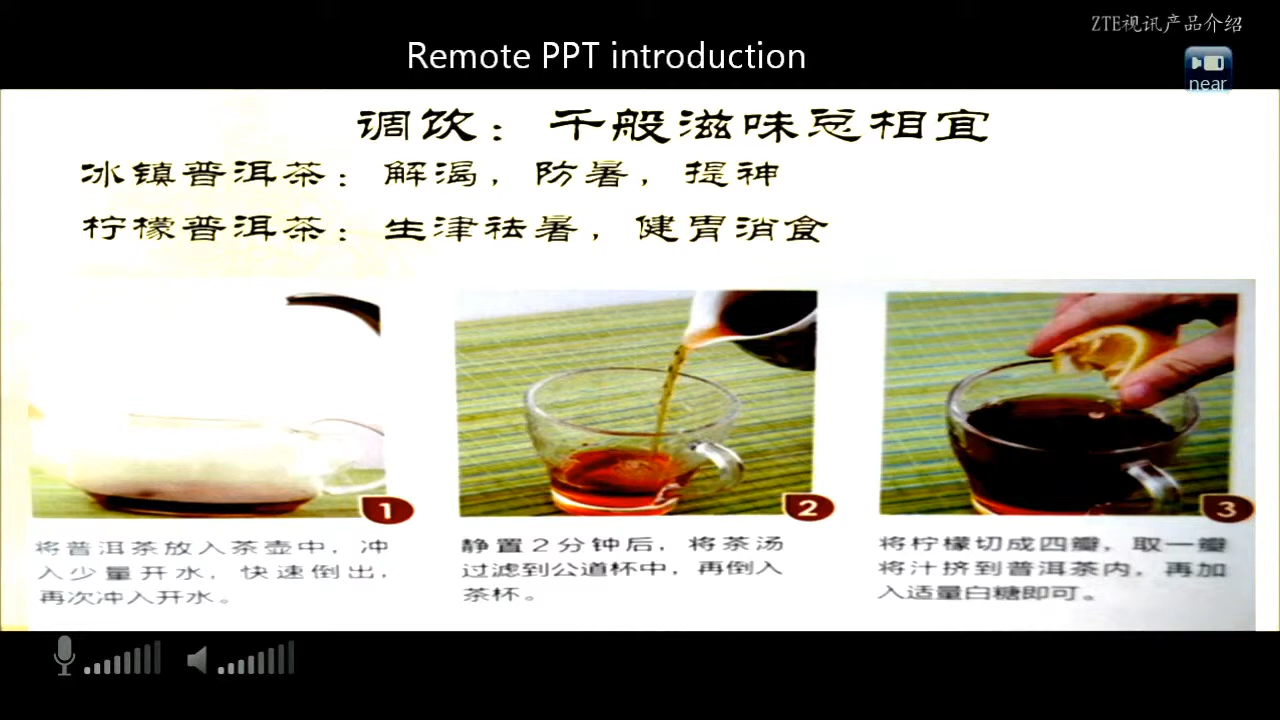 ZTE视讯产品介绍
Remote PPT introduction
near
调饮：千般滋味总相宜
冰镇普洱茶：解渴，防暑，提神
柠檬普洱茶：生津祛暑，健胃消食
1
2
3
将普洱茶放入茶壶中，冲
入少量开水，快速倒出，
再次冲入开水。
静置2分钟后，将茶汤
过滤到公道杯中，再倒入
茶杯。
将柠檬切成四瓣，取一瓣
将汁挤到普洱茶内，再加
入适量白糖即可。